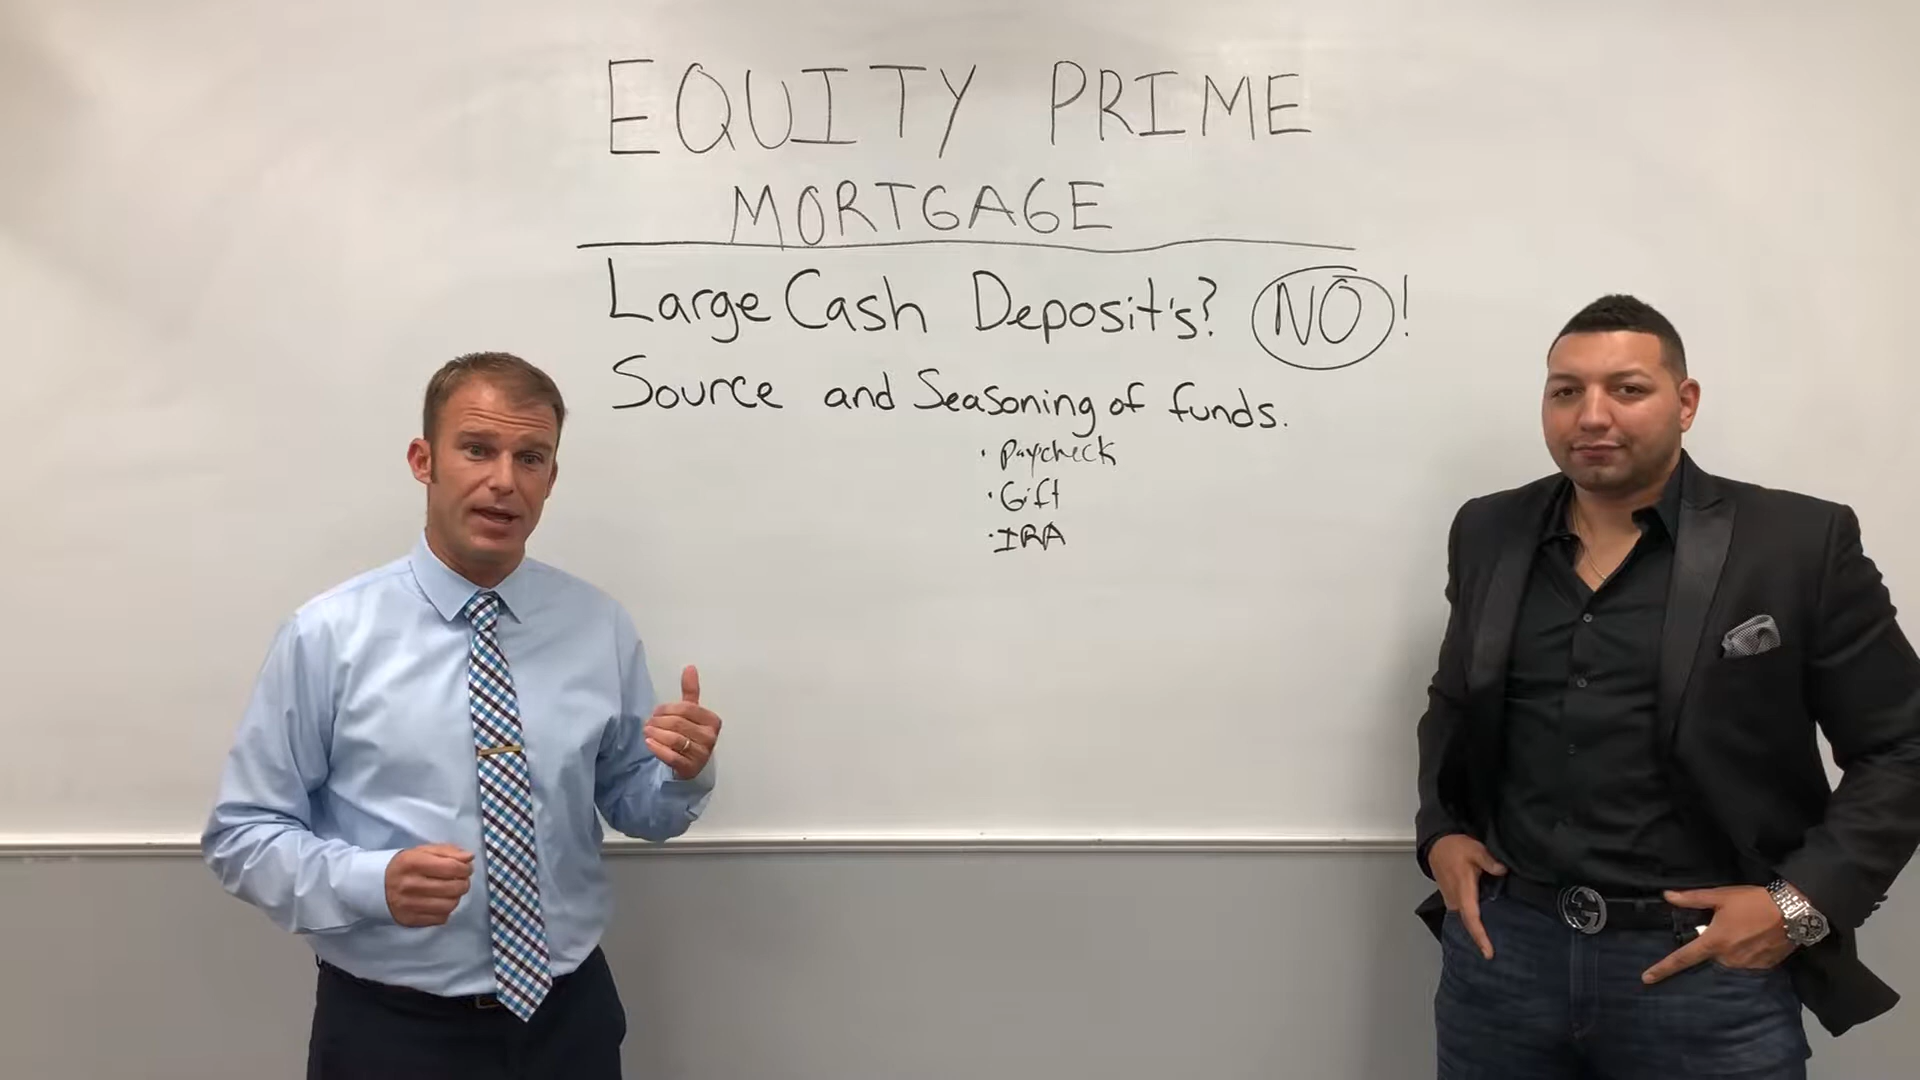 EQUITY PRIME
MORTGAGE
Large Cash Deposit's? NO!
Source and Seasoning of funds.
· Paycheck
· Gift
· IRA